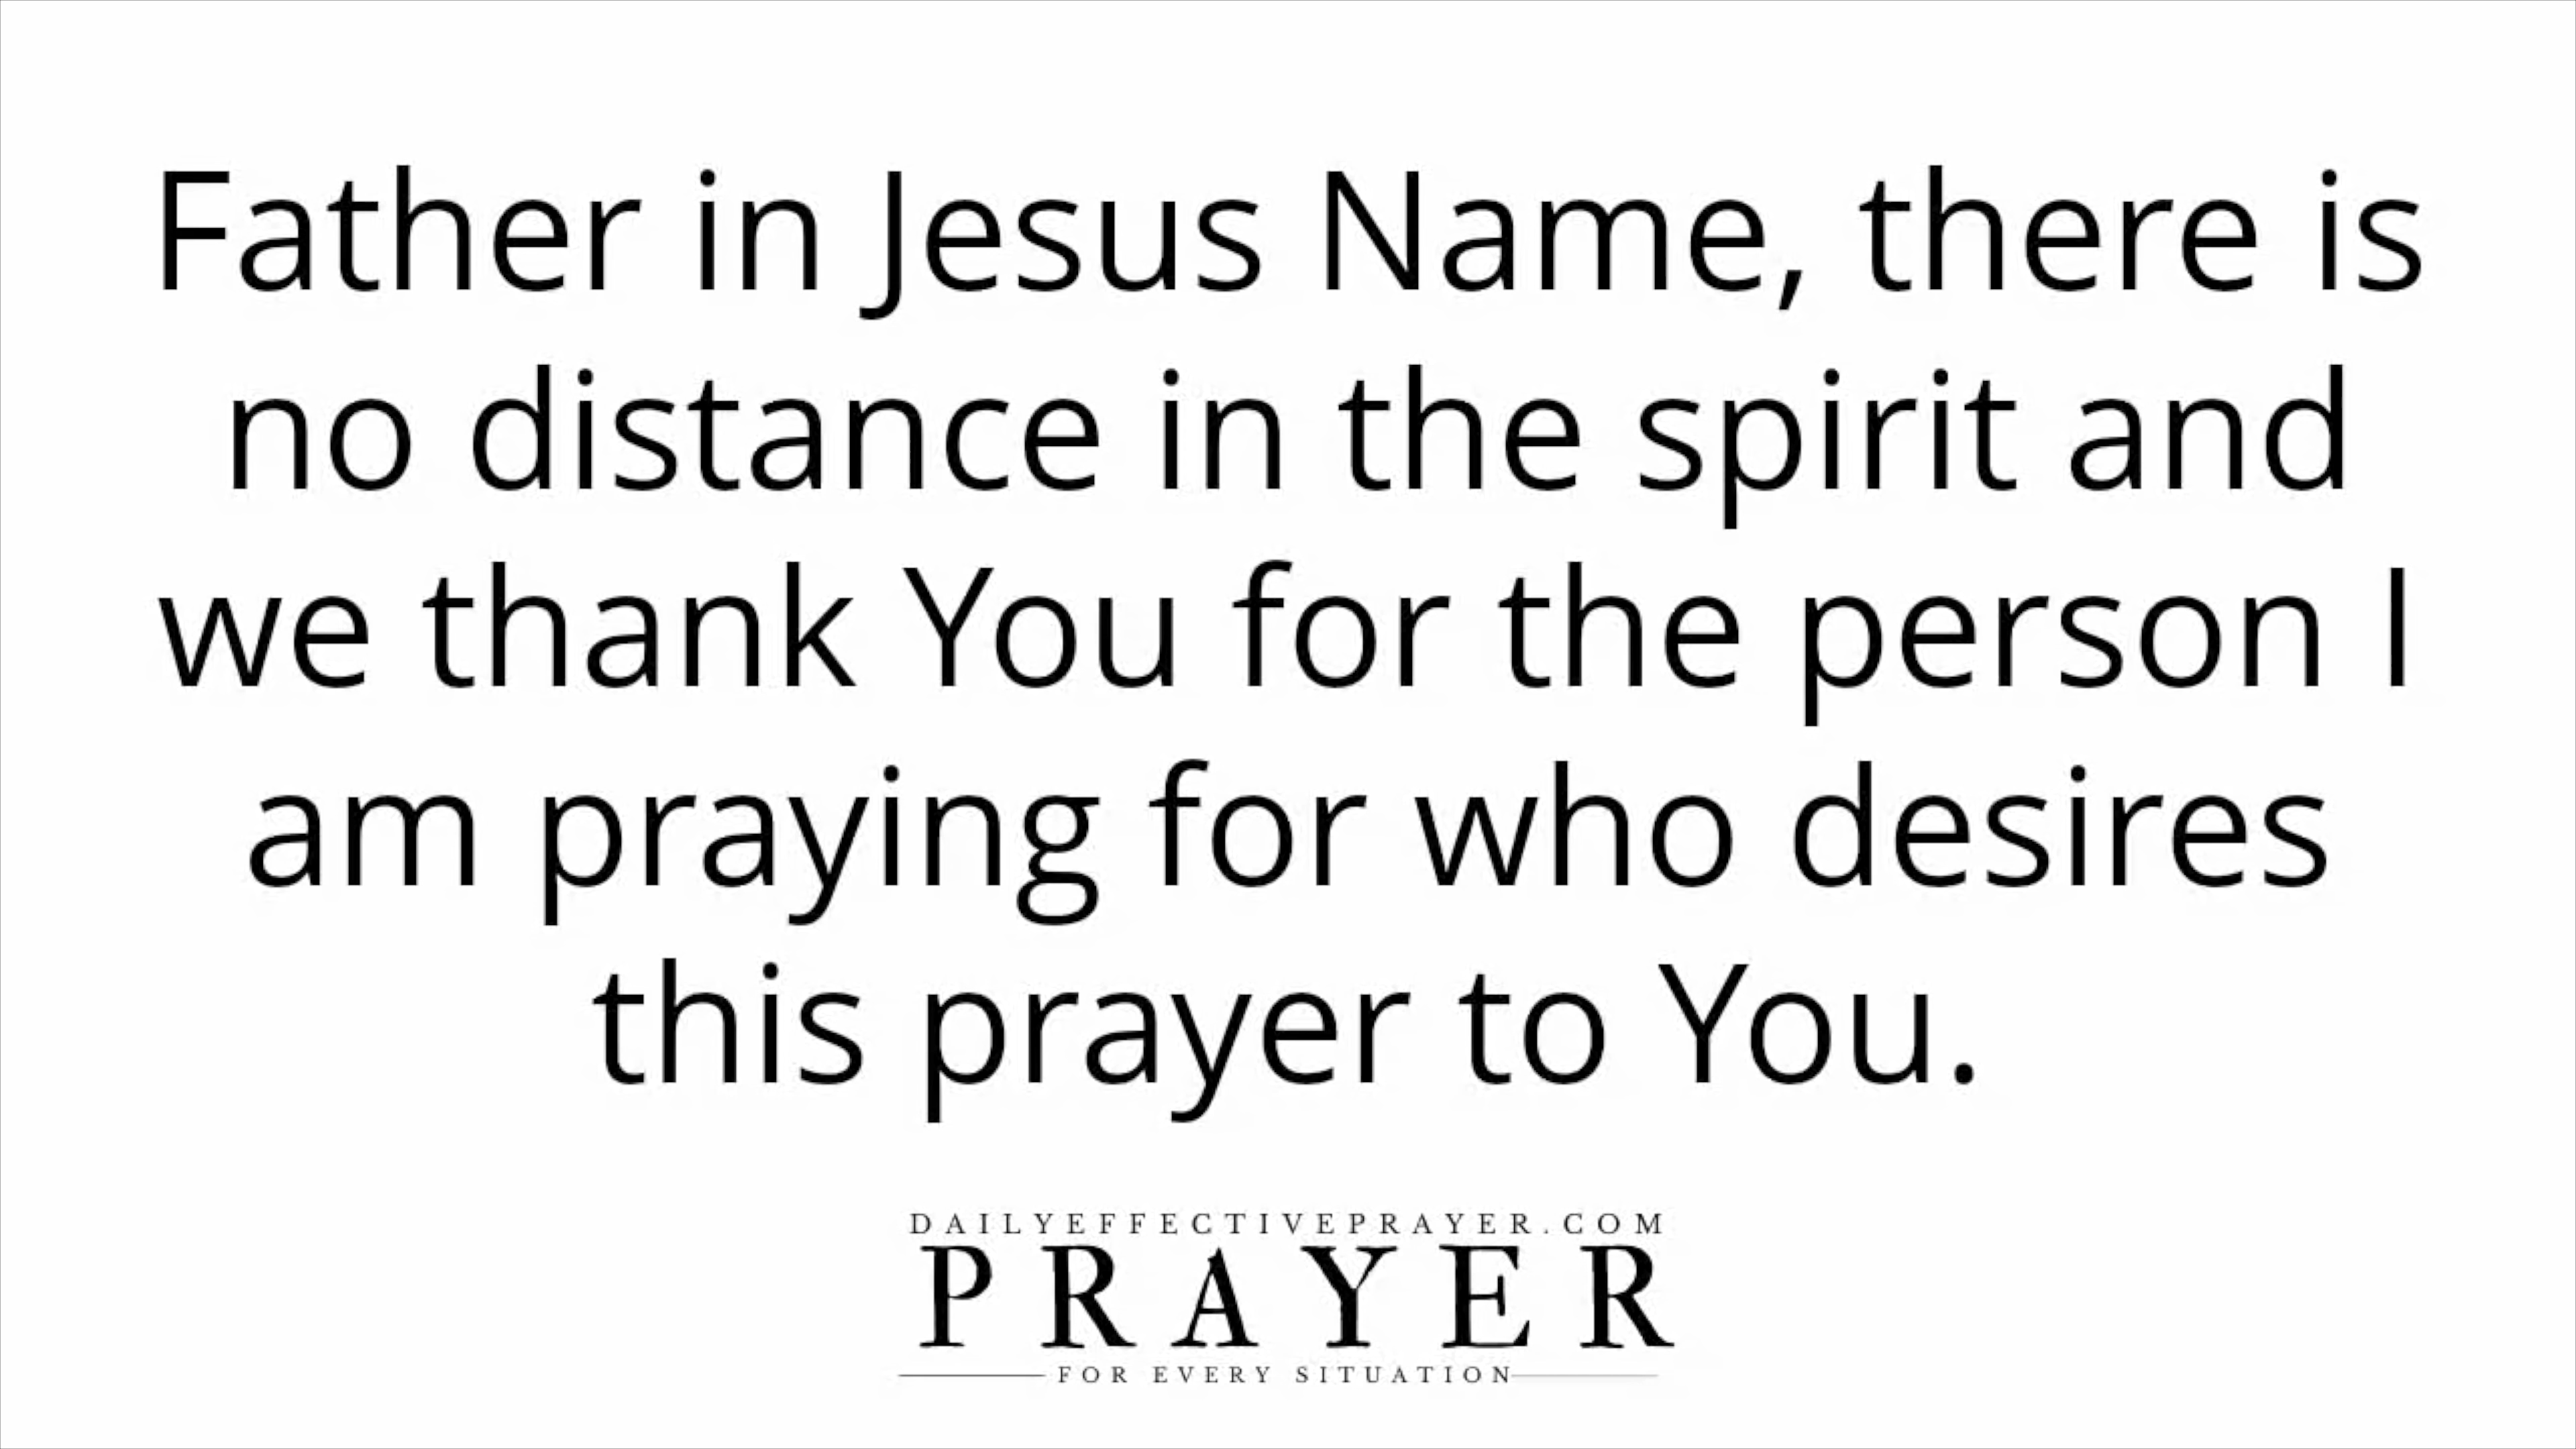 Father in Jesus Name, there is
no distance in the spirit and
we thank You for the person I
am praying for who desires
this prayer to You.
DAILYEFFECTIVEPRAYER.COM
PRAYER
FOR EVERY SITUATION